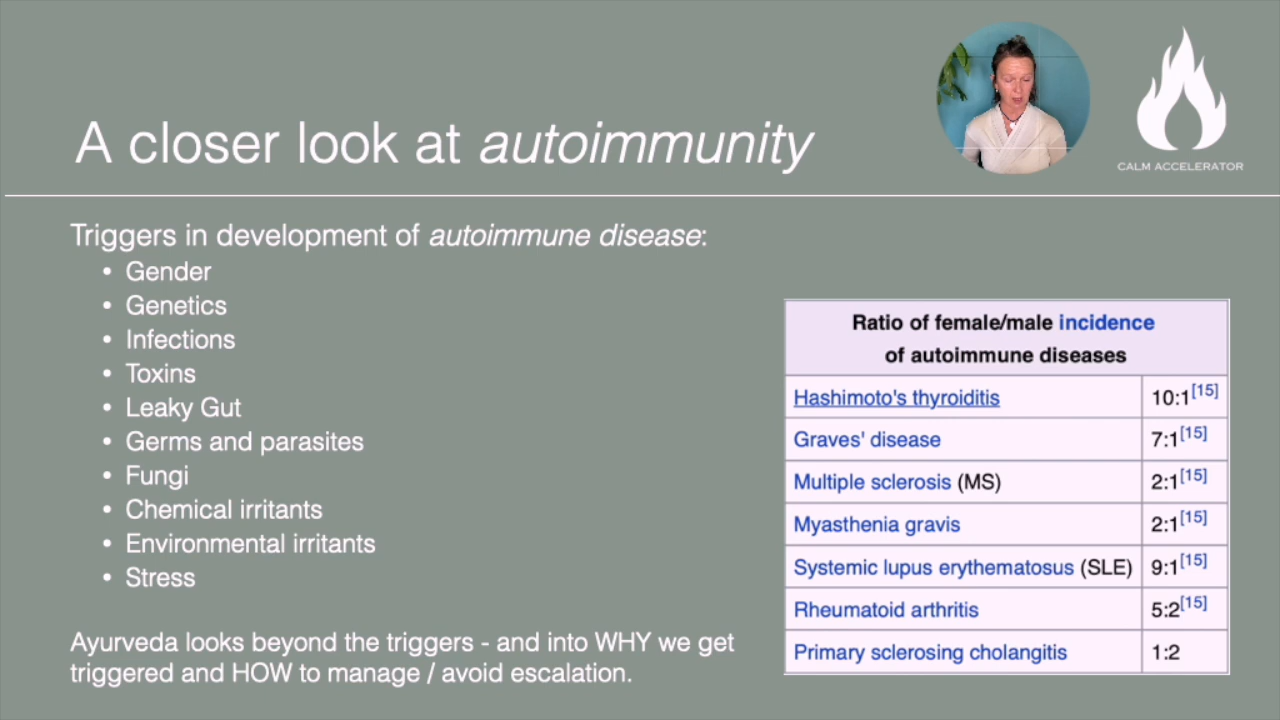 A closer look at autoimmunity
CALM ACCELERATOR
Triggers in development of autoimmune disease:
• Gender
• Genetics
• Infections
• Toxins
• Leaky Gut
• Germs and parasites
• Fungi
• Chemical irritants
• Environmental irritants
• Stress
Ayurveda looks beyond the triggers - and into WHY we get
triggered and HOW to manage / avoid escalation.
Ratio of female/male incidence
of autoimmune diseases
Hashimoto's thyroiditis 10:1[15]
Graves' disease 7:1[15]
Multiple sclerosis (MS) 2:1[15]
Myasthenia gravis 2:1[15]
Systemic lupus erythematosus (SLE) 9:1[15]
Rheumatoid arthritis 5:2[15]
Primary sclerosing cholangitis 1:2